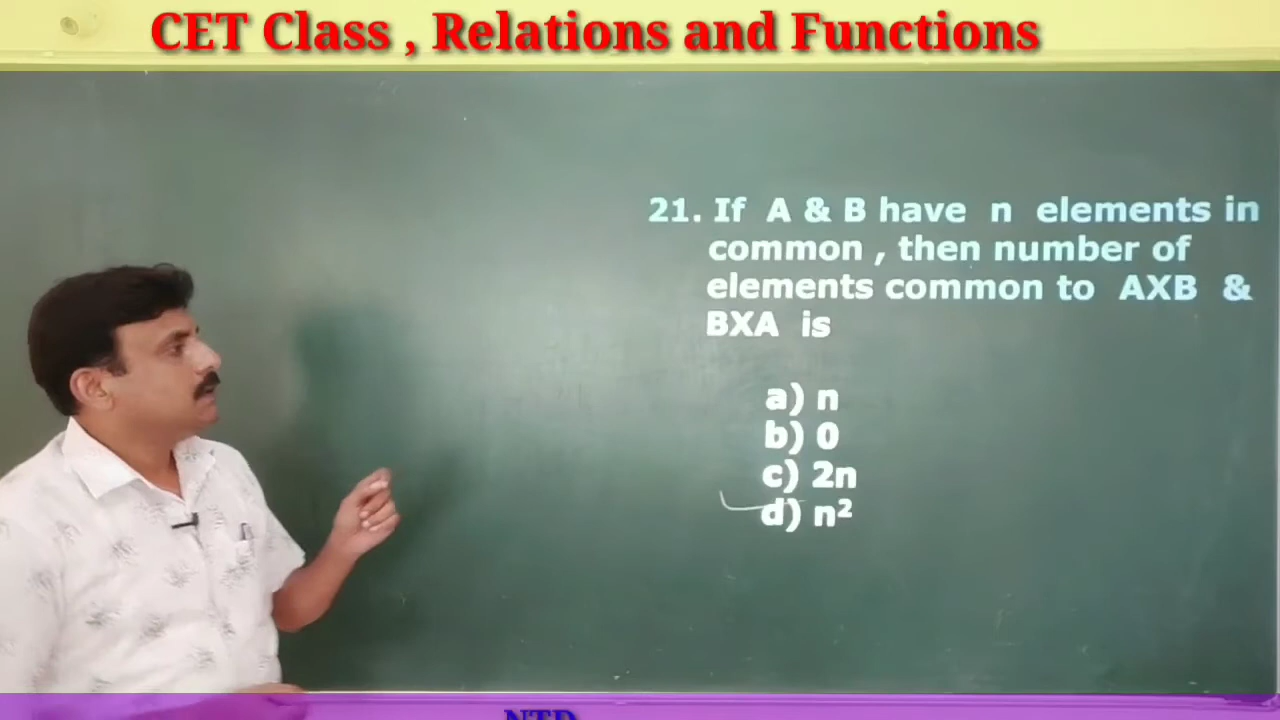 CET Class , Relations and Functions
21. If A & B have n elements in
common , then number of
elements common to AXB &
BXA is
a) n
b) 0
c) 2n
d) n²
NTD